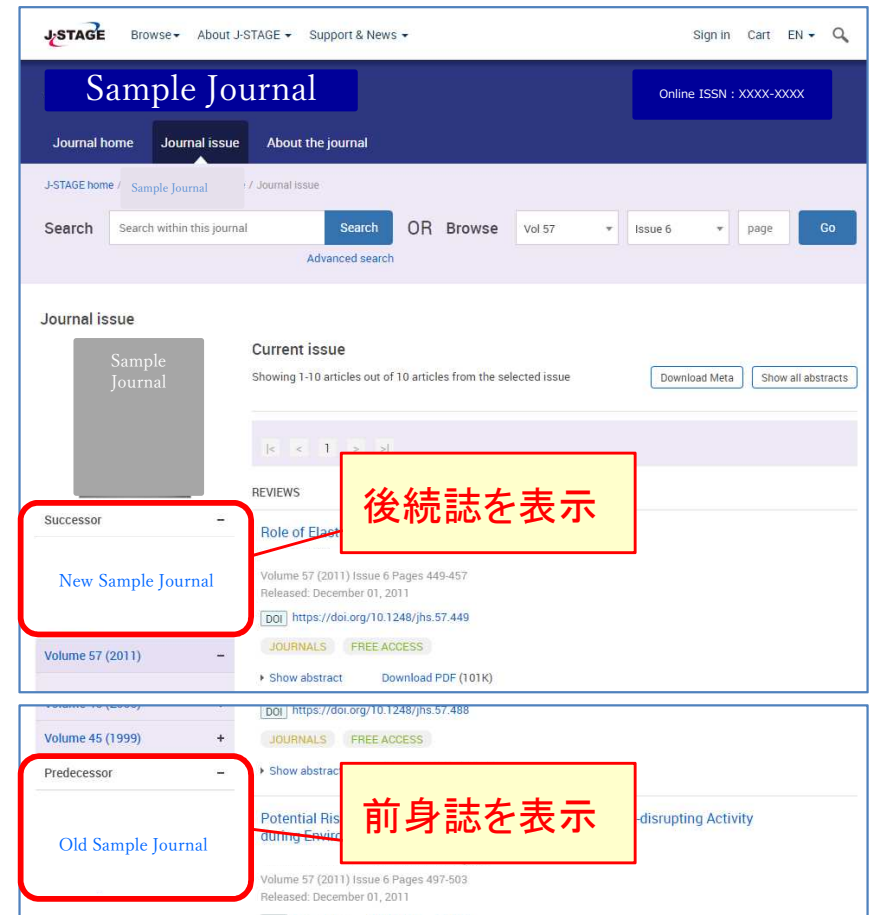 J-STAGE Browse About J-STAGE Support & News Sign in Cart EN
Sample Journal
Online ISSN : XXXX-XXXX
Journal home Journal issue About the journal
J-STAGE home / Sample Journal / Journal issue
Search Search within this journal Search OR Browse Vol 57 Issue 6 page Go
Advanced search
Journal issue
Sample
Journal
Current issue
Showing 1-10 articles out of 10 articles from the selected issue Download Meta Show all abstracts
|< < 1 > >|
REVIEWS
後続誌を表示
Successor −
Role of Elast
New Sample Journal
Volume 57 (2011) Issue 6 Pages 449-457
Released: December 01, 2011
DOI https://doi.org/10.1248/jhs.57.449
JOURNALS FREE ACCESS
Volume 57 (2011) −
Show abstract Download PDF (101K)
DOI https://doi.org/10.1248/jhs.57.488
Volume 45 (1999) +
JOURNALS FREE ACCESS
Predecessor −
Show abstrac
前身誌を表示
Potential Ris -disrupting Activity
during Enviro
Old Sample Journal
Volume 57 (2011) Issue 6 Pages 497-503
Released: December 01, 2011